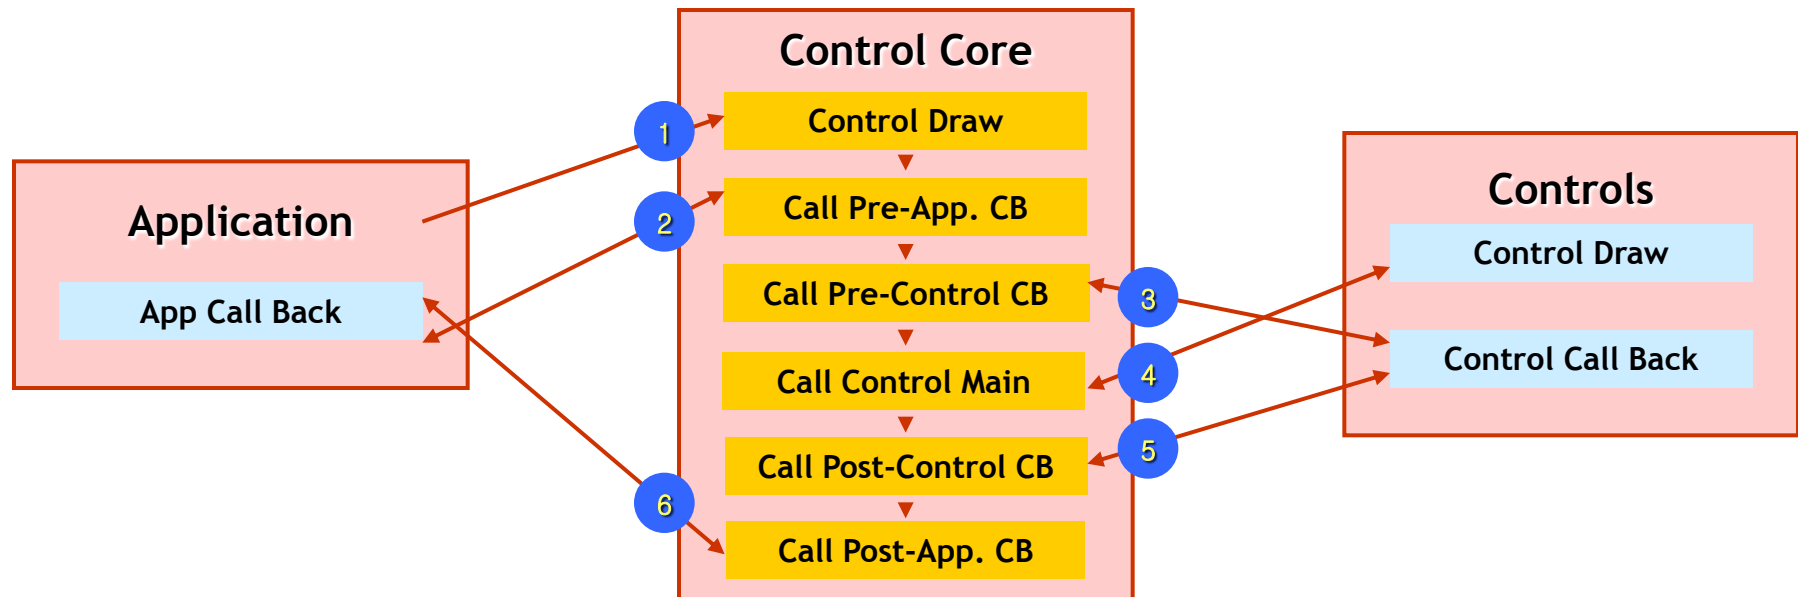 Control Core
Control Draw
Call Pre-App. CB
Call Pre-Control CB
Call Control Main
Call Post-Control CB
Call Post-App. CB
Application
App Call Back
Controls
Control Draw
Control Call Back
1
2
3
4
5
6